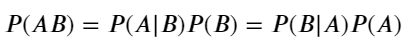 P(AB) = P(A|B)P(B) = P(B|A)P(A)